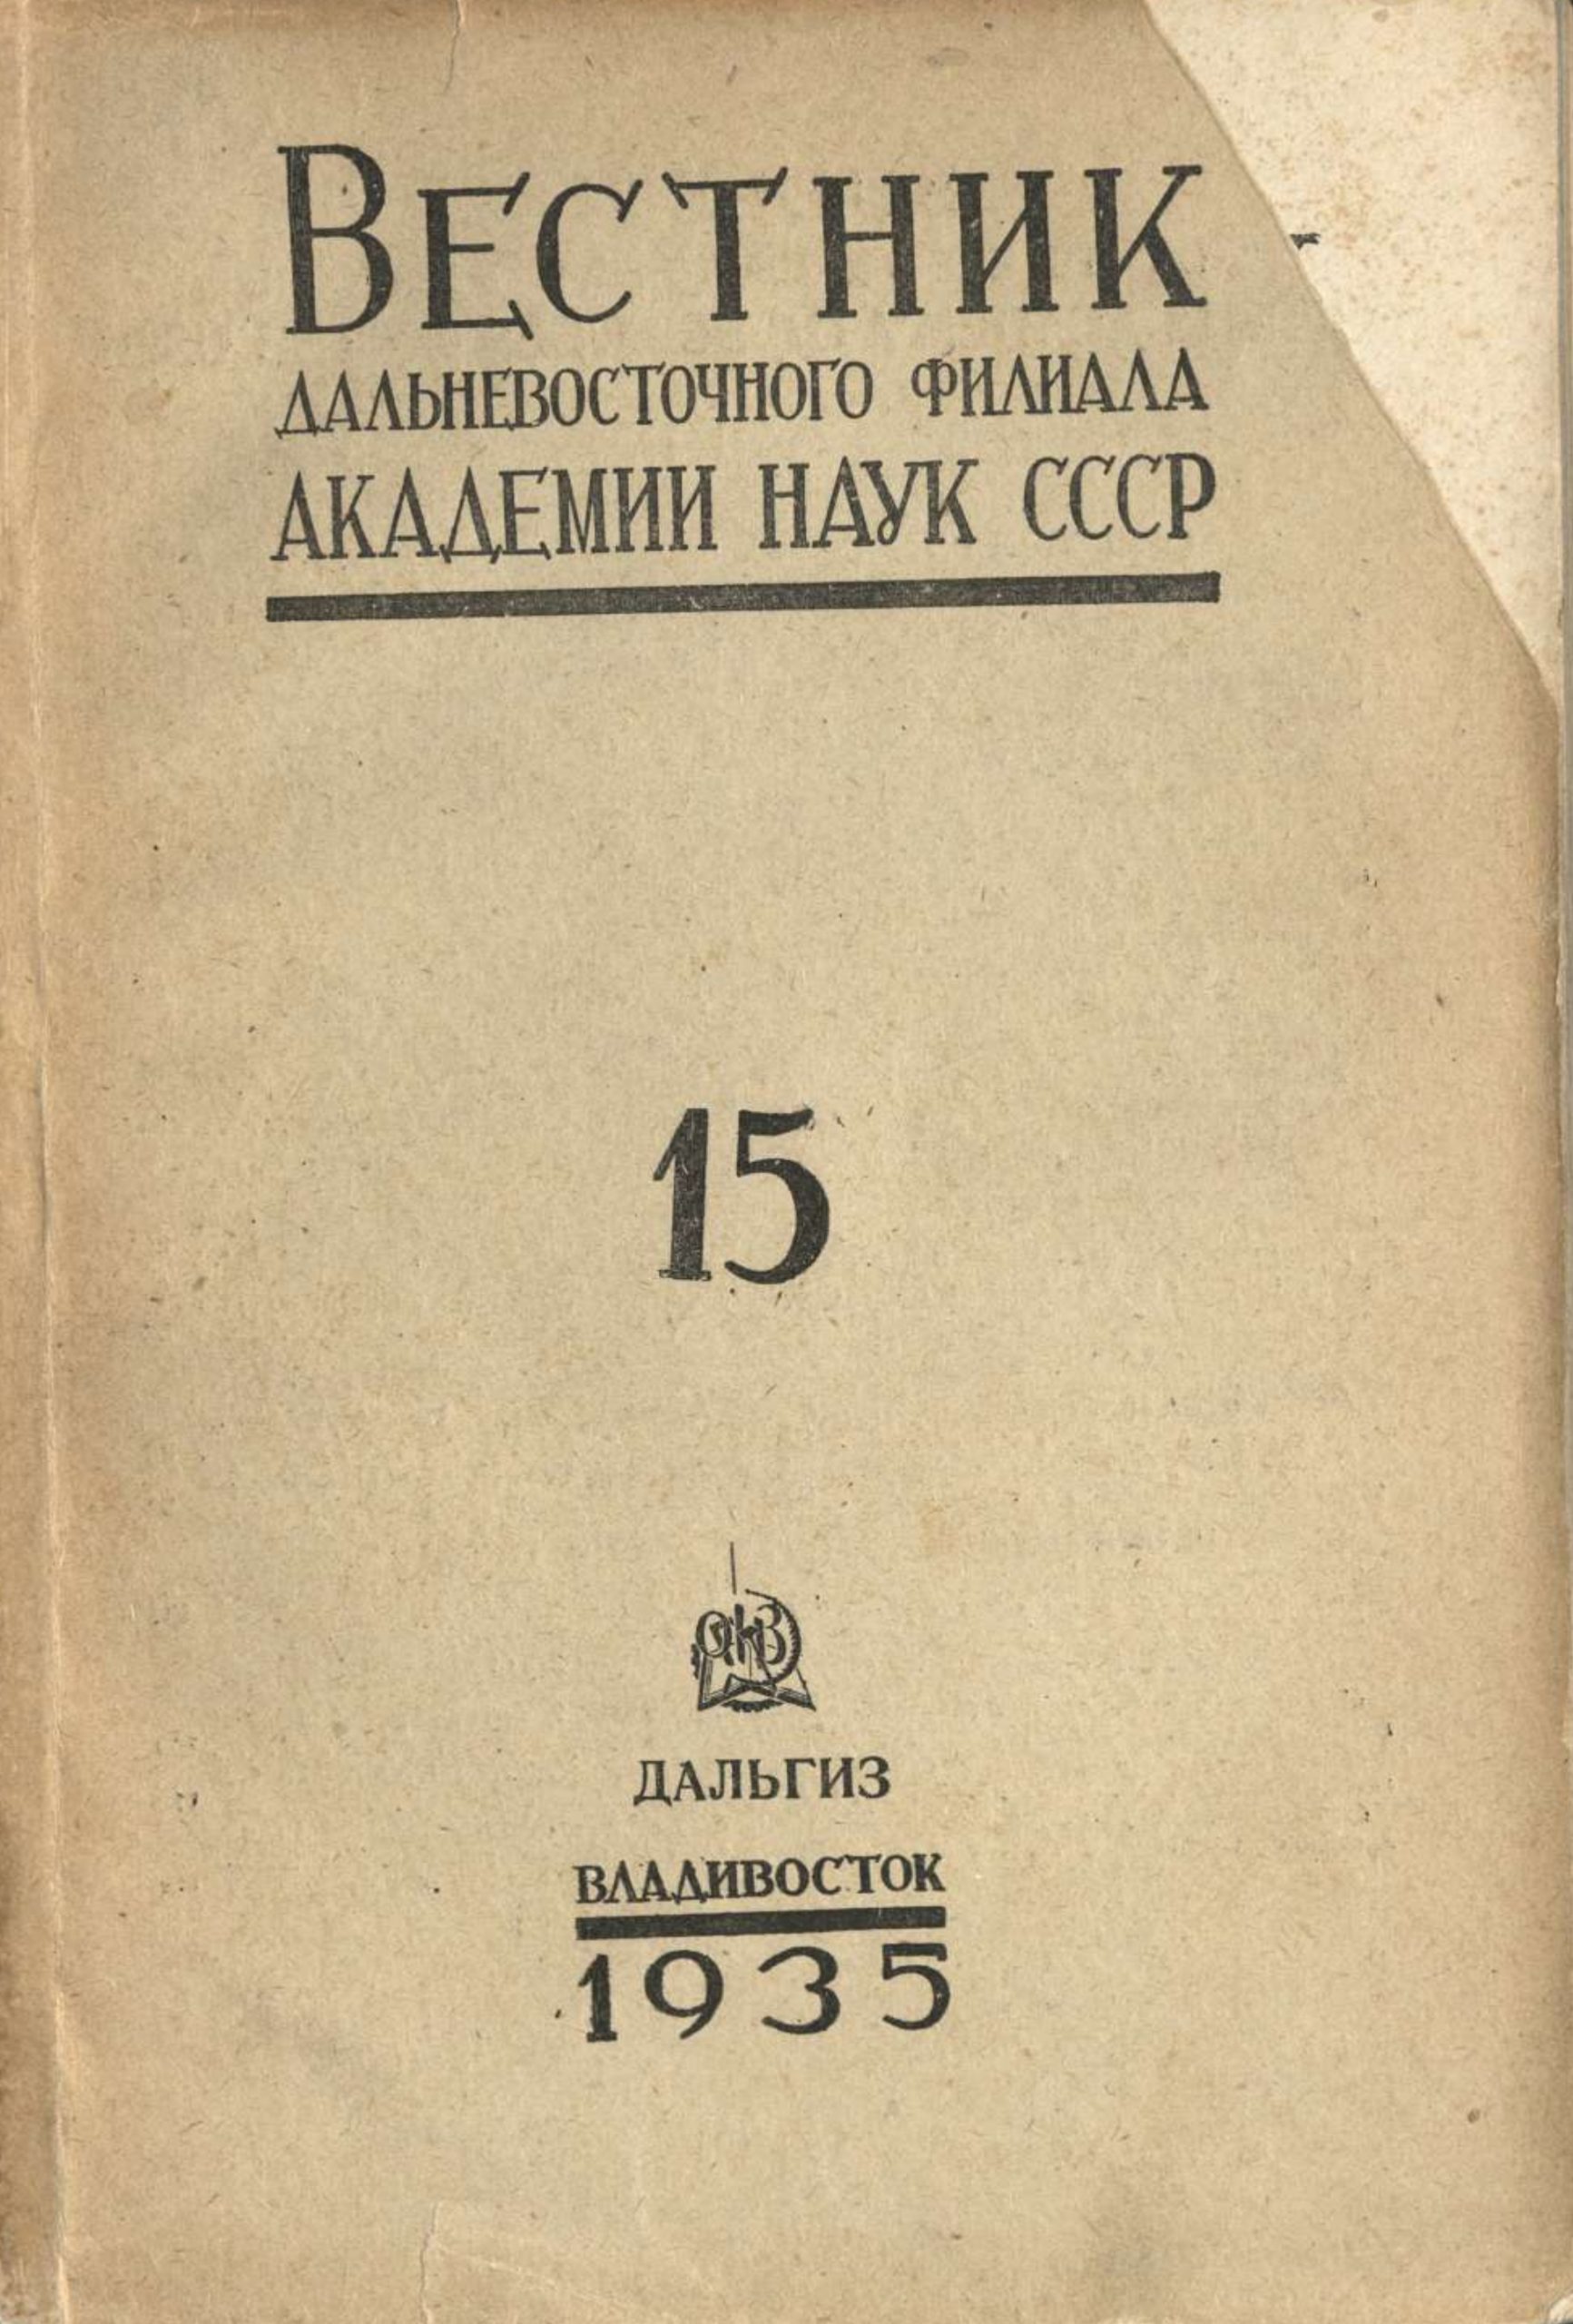 ВЕСТНИК
ДАЛЬНЕВОСТОЧНОГО ФИЛИАЛА
АКАДЕМИИ НАУК СССР
15
ДАЛЬГИЗ
ВЛАДИВОСТОК
1935